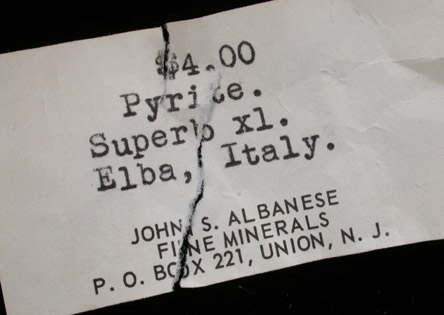 $4.00
Pyrite.
Superb xl.
Elba, Italy.
JOHN S. ALBANESE
FINE MINERALS
P. O. BOX 221, UNION, N. J.